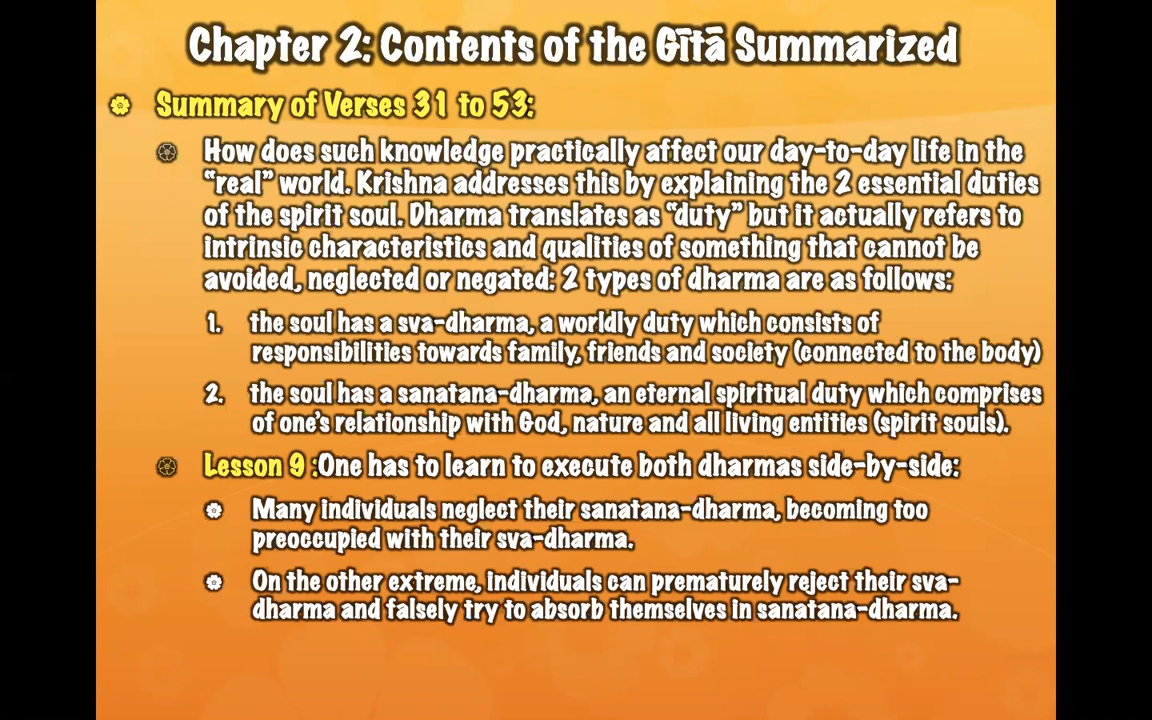 Chapter 2: Contents of the Gītā Summarized
Summary of Verses 31 to 53:
How does such knowledge practically affect our day-to-day life in the
“real” world. Krishna addresses this by explaining the 2 essential duties
of the spirit soul. Dharma translates as “duty” but it actually refers to
intrinsic characteristics and qualities of something that cannot be
avoided, neglected or negated: 2 types of dharma are as follows:
1. the soul has a sva-dharma, a worldly duty which consists of
responsibilities towards family, friends and society (connected to the body)
2. the soul has a sanatana-dharma, an eternal spiritual duty which comprises
of one’s relationship with God, nature and all living entities (spirit souls).
Lesson 9 :One has to learn to execute both dharmas side-by-side:
Many individuals neglect their sanatana-dharma, becoming too
preoccupied with their sva-dharma.
On the other extreme, individuals can prematurely reject their sva-
dharma and falsely try to absorb themselves in sanatana-dharma.